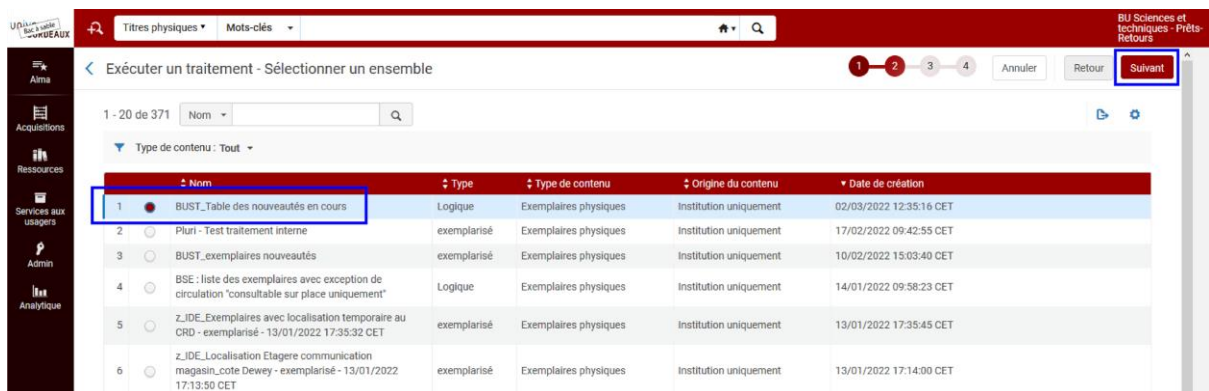 Bac à sable
BORDEAUX
Titres physiques
Mots-clés
BU Sciences et
techniques - Prêts-
Retours
Alma
Acquisitions
Ressources
Services aux
usagers
Admin
Analytique
Exécuter un traitement - Sélectionner un ensemble
1
2
3
4
Annuler
Retour
Suivant
1 - 20 de 371
Nom
Type de contenu : Tout
Nom Type Type de contenu Origine du contenu Date de création
1 BUST_Table des nouveautés en cours Logique Exemplaires physiques Institution uniquement 02/03/2022 12:35:16 CET
2 Pluri - Test traitement interne exemplarisé Exemplaires physiques Institution uniquement 17/02/2022 09:42:55 CET
3 BUST_exemplaires nouveautés exemplarisé Exemplaires physiques Institution uniquement 10/02/2022 15:03:40 CET
4 BSE : liste des exemplaires avec exception de
circulation "consultable sur place uniquement" Logique Exemplaires physiques Institution uniquement 14/01/2022 09:58:23 CET
5 z_IDE_Exemplaires avec localisation temporaire au
CRD - exemplarisé - 13/01/2022 17:35:32 CET exemplarisé Exemplaires physiques Institution uniquement 13/01/2022 17:35:45 CET
6 z_IDE_Localisation Etagere communication
magasin_cote Dewey - exemplarisé - 13/01/2022
17:13:50 CET exemplarisé Exemplaires physiques Institution uniquement 13/01/2022 17:14:00 CET